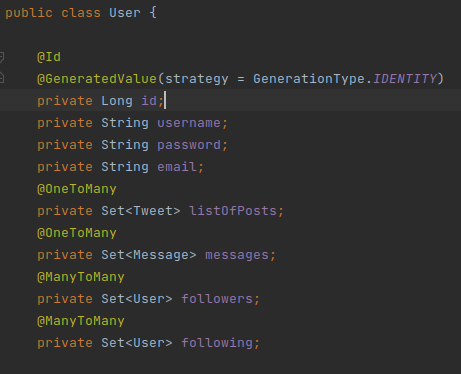 public class User {
@Id
@GeneratedValue(strategy = GenerationType.IDENTITY)
private Long id;
private String username;
private String password;
private String email;
@OneToMany
private Set<Tweet> listOfPosts;
@OneToMany
private Set<Message> messages;
@ManyToMany
private Set<User> followers;
@ManyToMany
private Set<User> following;